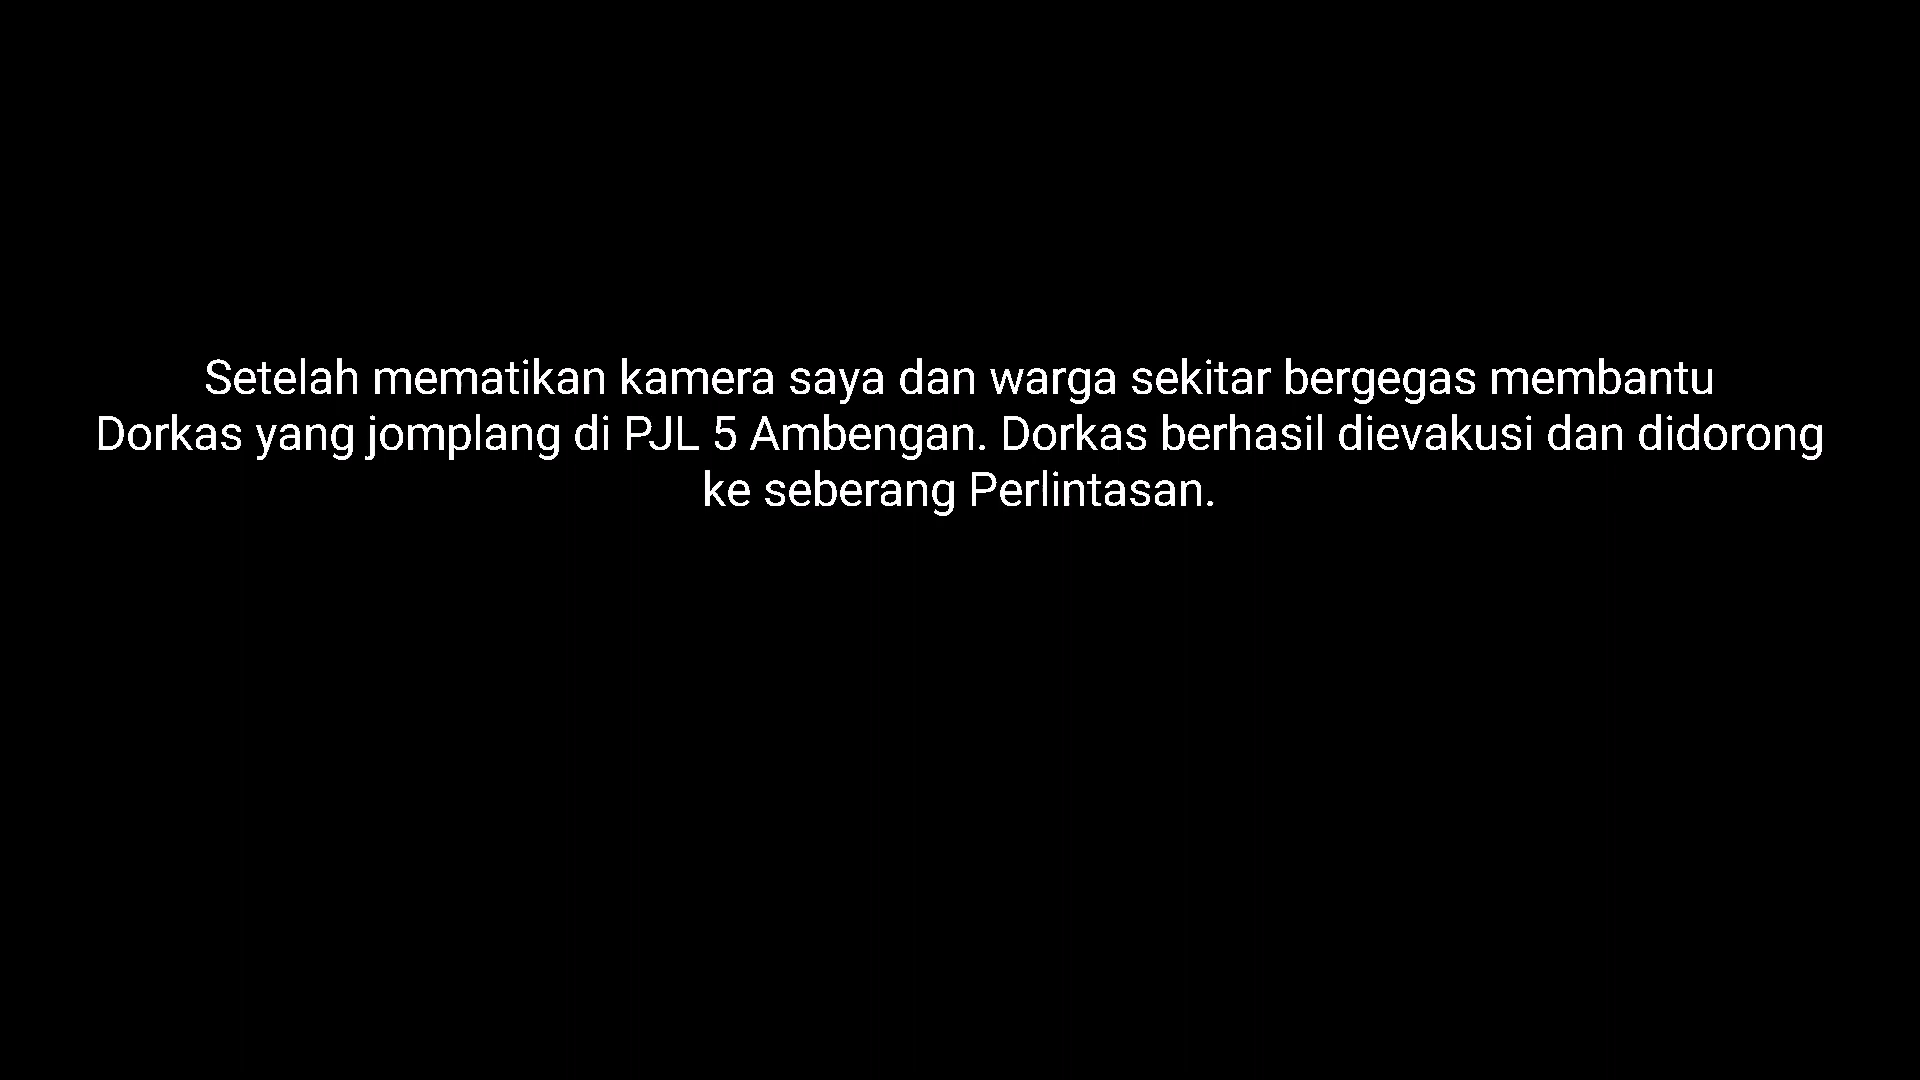 Setelah mematikan kamera saya dan warga sekitar bergegas membantu
Dorkas yang jomplang di PJL 5 Ambengan. Dorkas berhasil dievakusi dan didorong
ke seberang Perlintasan.